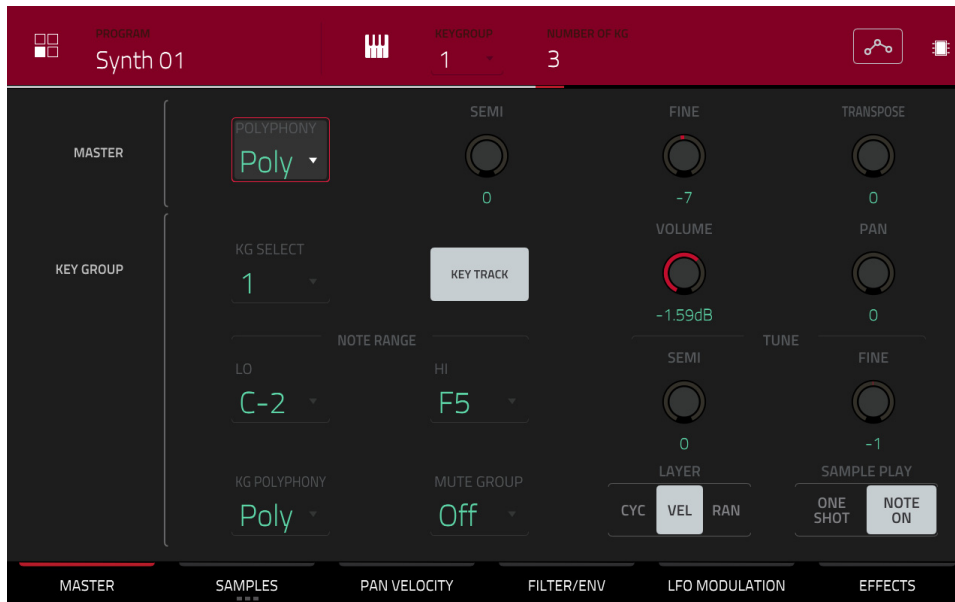 PROGRAM KEYGROUP NUMBER OF KG
Synth 01 1 3
SEMI FINE TRANSPOSE
MASTER POLYPHONY
Poly
0 -7 0
VOLUME PAN
KEY GROUP KG SELECT
1 KEY TRACK
-1.59dB 0
NOTE RANGE TUNE
LO HI SEMI FINE
C-2 F5
0 -1
KG POLYPHONY MUTE GROUP LAYER SAMPLE PLAY
Poly Off CYC VEL RAN ONE SHOT NOTE ON
MASTER SAMPLES PAN VELOCITY FILTER/ENV LFO MODULATION EFFECTS